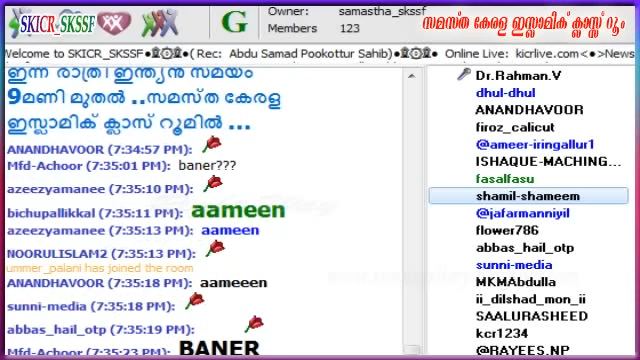 SKICR_SKSSF
G
Owner: samastha_skssf
Members 123
സമസ്ത കേരള ഇസ്ലാമിക് ക്ലാസ്സ് റൂം
Welcome to SKICR_SKSSF
(Rec: Abdu Samad Pookottur Sahib)
Online Live: kicrlive.com<●>News
ഇന്ന് രാത്രി ഇന്ത്യന്‍ സമയം
9മണി മുതല്‍ ..സമസ്ത കേരള
ഇസ്ലാമിക് ക്ലാസ് റൂമില്‍ ...
ANANDHAVOOR (7:34:57 PM):
Mfd-Achoor (7:35:01 PM): baner???
azeezyamanee (7:35:10 PM):
bichupallikkal (7:35:11 PM): aameen
azeezyamanee (7:35:13 PM): aameen
NOORULISLAM2 (7:35:13 PM):
ummer_palani has joined the room
ANANDHAVOOR (7:35:18 PM): aameeen
sunni-media (7:35:18 PM):
abbas_hail_otp (7:35:19 PM):
Mfd-Achoor (7:35:23 PM): BANER
Dr.Rahman.V
dhul-dhul
ANANDHAVOOR
firoz_calicut
@ameer-iringallur1
ISHAQUE-MACHING...
fasalfasu
shamil-shameem
@jafarmanniyil
flower786
abbas_hail_otp
sunni-media
MKMAbdulla
ii_dilshad_mon_ii
SAALURASHEED
kcr1234
@RAYEES.NP